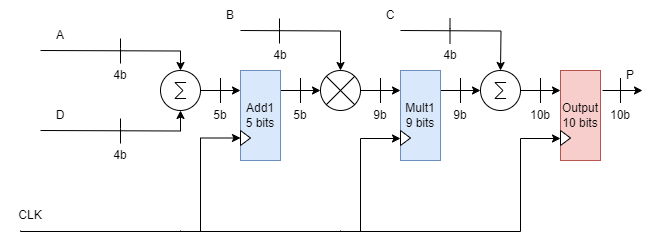 B
C
A
4b
4b
4b
P
Σ
Σ
D
5b
Add1
5 bits
5b
9b
Mult1
9 bits
9b
10b
Output
10 bits
10b
4b
CLK